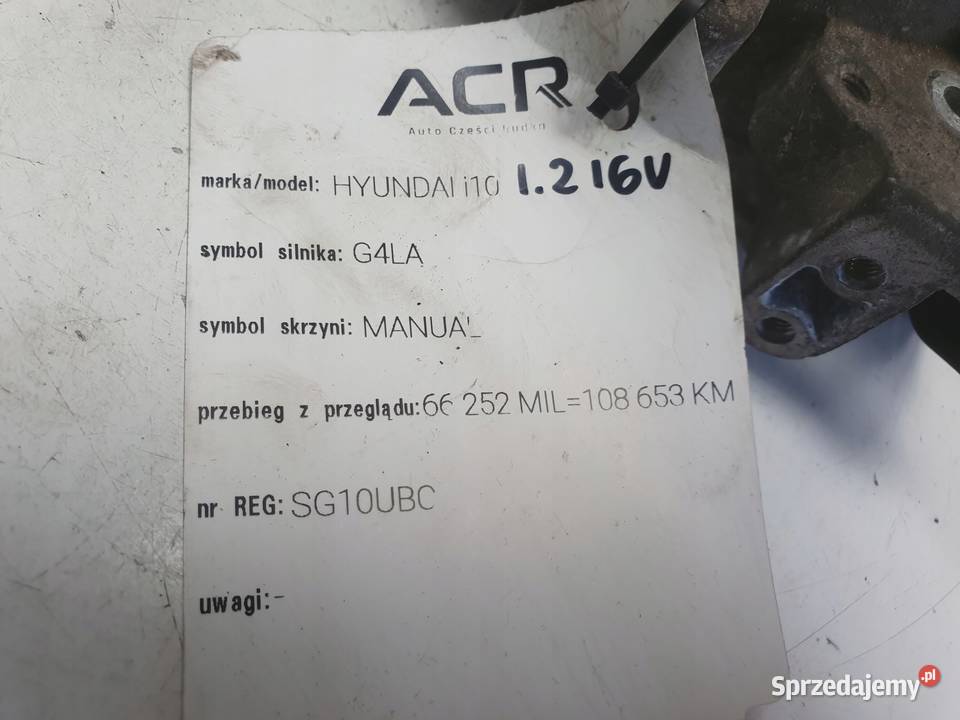 ACR
Auto Części Rudka
marka/model: HYUNDAI i10 1.2 16V
symbol silnika: G4LA
symbol skrzyni: MANUAL
przebieg z przeglądu: 66 252 MIL=108 653 KM
nr REG: SG10UBC
uwagi: -
Sprzedajemy.pl